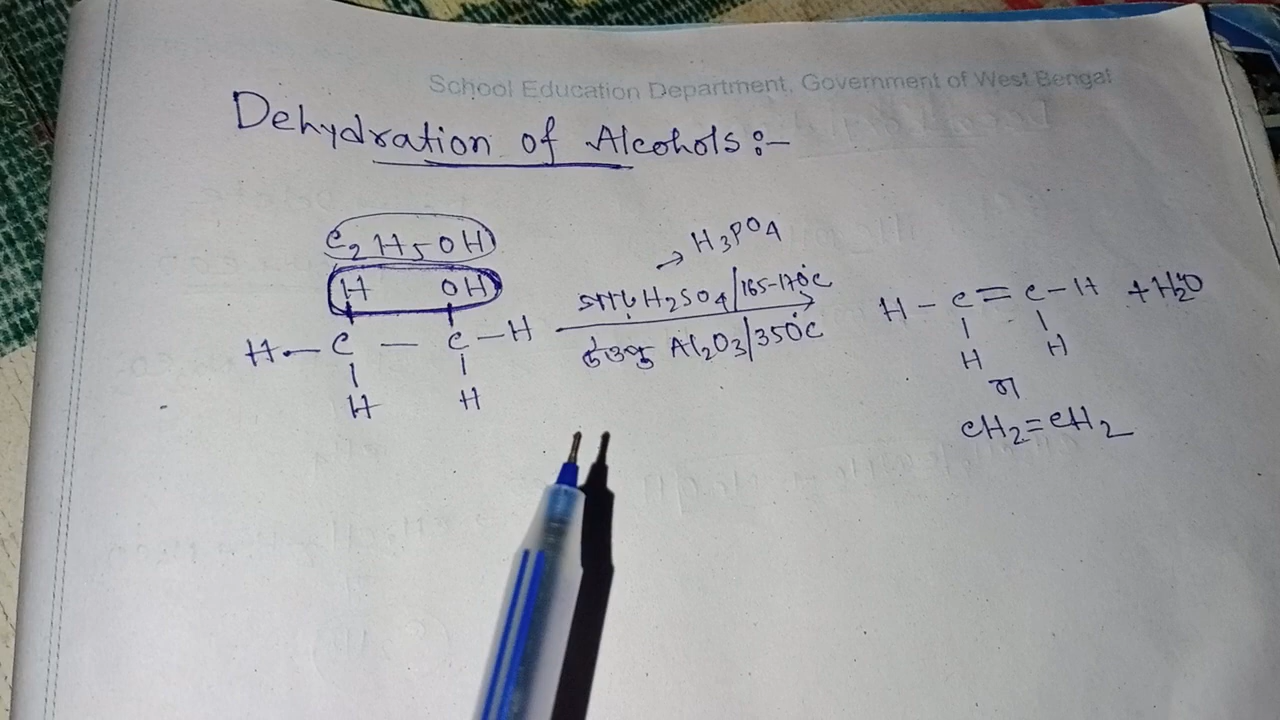 School Education Department, Government of West Bengal
Dehydration of Alcohols :-
C2H5OH
→ H3PO4
H OH
গাঢ় H2SO4/165-170°C
H - C - C - H
উত্তপ্ত Al2O3/350°C
H H
H - C = C - H + H2O
H H
বা
CH2=CH2